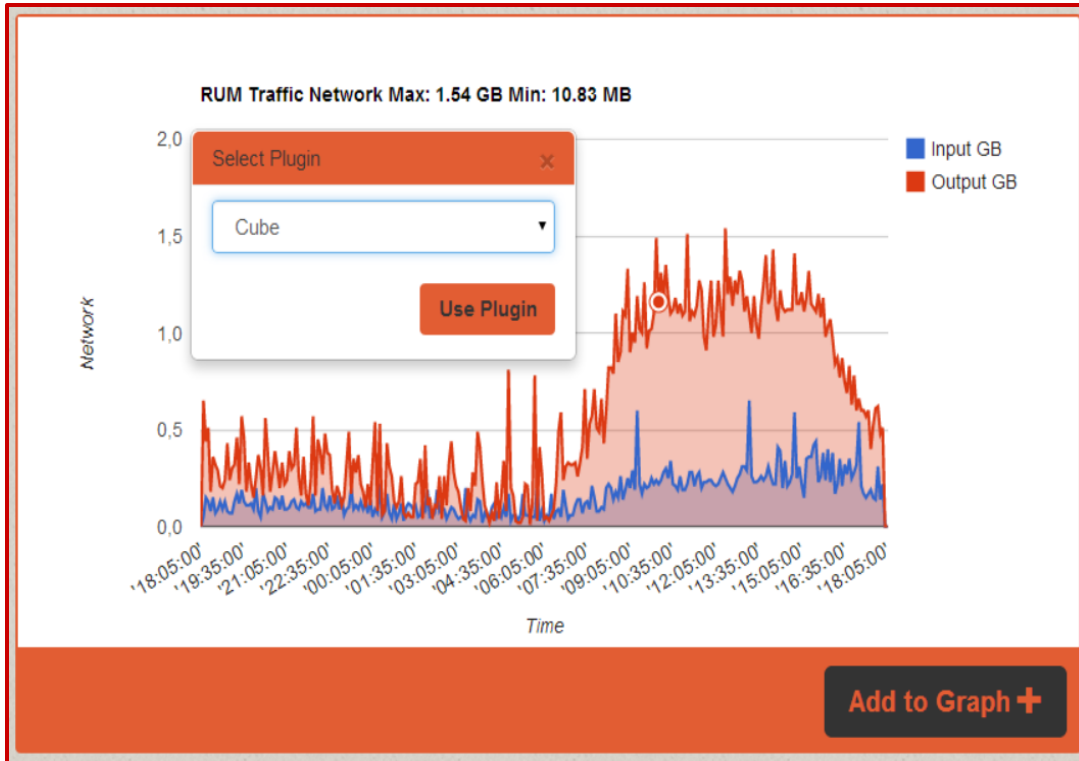 RUM Traffic Network Max: 1.54 GB Min: 10.83 MB
2,0
1,5
1,0
0,5
0,0
Network
Select Plugin ×
Cube
Use Plugin
Input GB
Output GB
'18:05:00'
'19:35:00'
'21:05:00'
'22:35:00'
'00:05:00'
'01:35:00'
'03:05:00'
'04:35:00'
'06:05:00'
'07:35:00'
'09:05:00'
'10:35:00'
'12:05:00'
'13:35:00'
'15:05:00'
'16:35:00'
'18:05:00'
Time
Add to Graph +